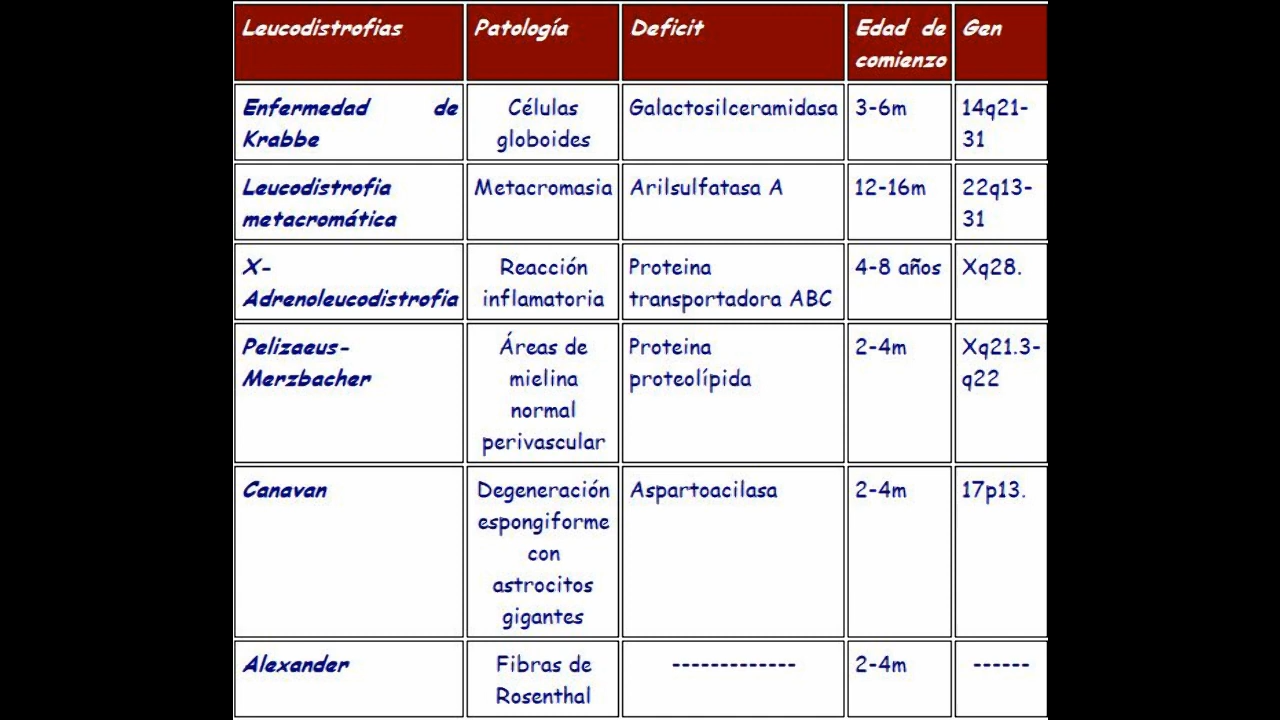 Leucodistrofias Patología Deficit Edad de comienzo Gen
Enfermedad de Krabbe Células globoides Galactosilceramidasa 3-6m 14q21-31
Leucodistrofia metacromática Metacromasia Arilsulfatasa A 12-16m 22q13-31
X-Adrenoleucodistrofia Reacción inflamatoria Proteina transportadora ABC 4-8 años Xq28.
Pelizaeus-Merzbacher Áreas de mielina normal perivascular Proteina proteolípida 2-4m Xq21.3-q22
Canavan Degeneración espongiforme con astrocitos gigantes Aspartoacilasa 2-4m 17p13.
Alexander Fibras de Rosenthal ------------- 2-4m ------